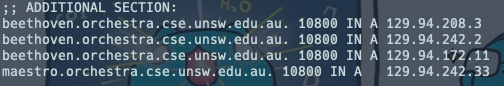 ;; ADDITIONAL SECTION:
beethoven.orchestra.cse.unsw.edu.au. 10800 IN A 129.94.208.3
beethoven.orchestra.cse.unsw.edu.au. 10800 IN A 129.94.242.2
beethoven.orchestra.cse.unsw.edu.au. 10800 IN A 129.94.172.11
maestro.orchestra.cse.unsw.edu.au. 10800 IN A 129.94.242.33